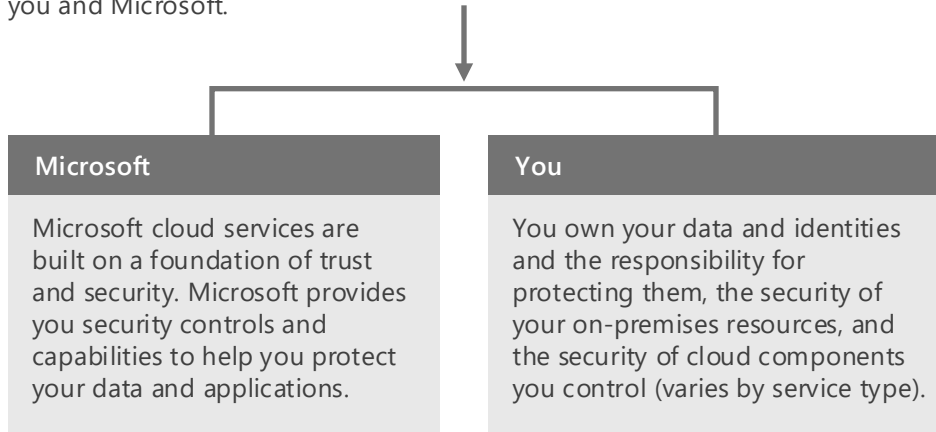 you and Microsoft.
Microsoft
Microsoft cloud services are
built on a foundation of trust
and security. Microsoft provides
you security controls and
capabilities to help you protect
your data and applications.
You
You own your data and identities
and the responsibility for
protecting them, the security of
your on-premises resources, and
the security of cloud components
you control (varies by service type).